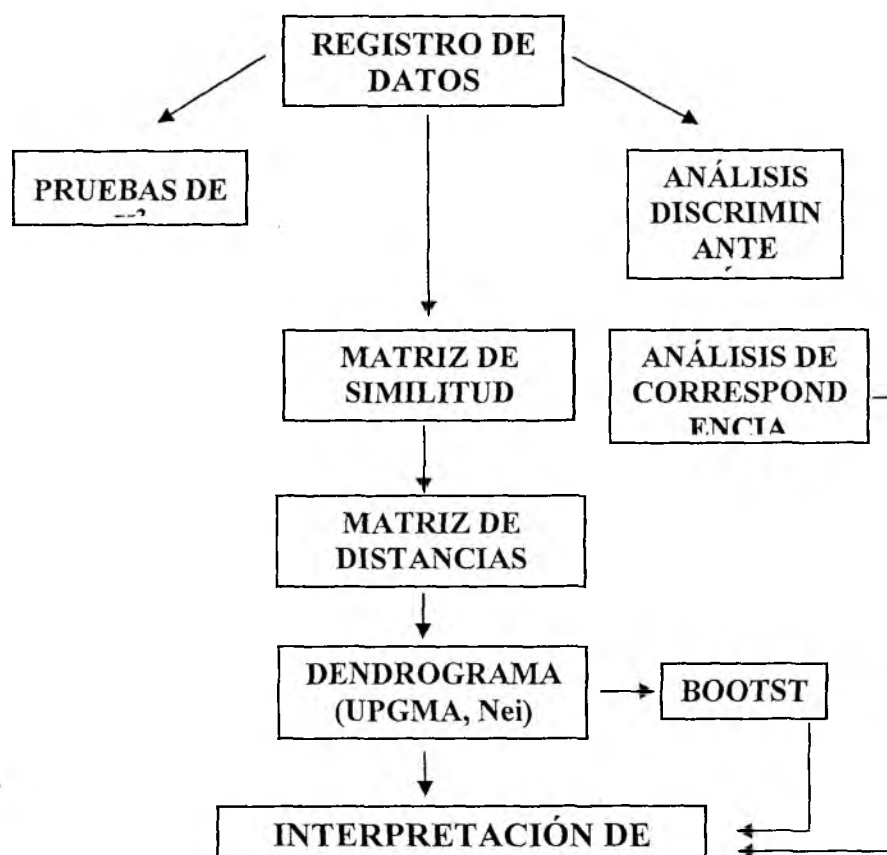 REGISTRO DE
DATOS
PRUEBAS DE
ANÁLISIS
DISCRIMIN
ANTE
MATRIZ DE
SIMILITUD
ANÁLISIS DE
CORRESPOND
ENCIA
MATRIZ DE
DISTANCIAS
DENDROGRAMA
(UPGMA, Nei)
BOOTST
INTERPRETACIÓN DE